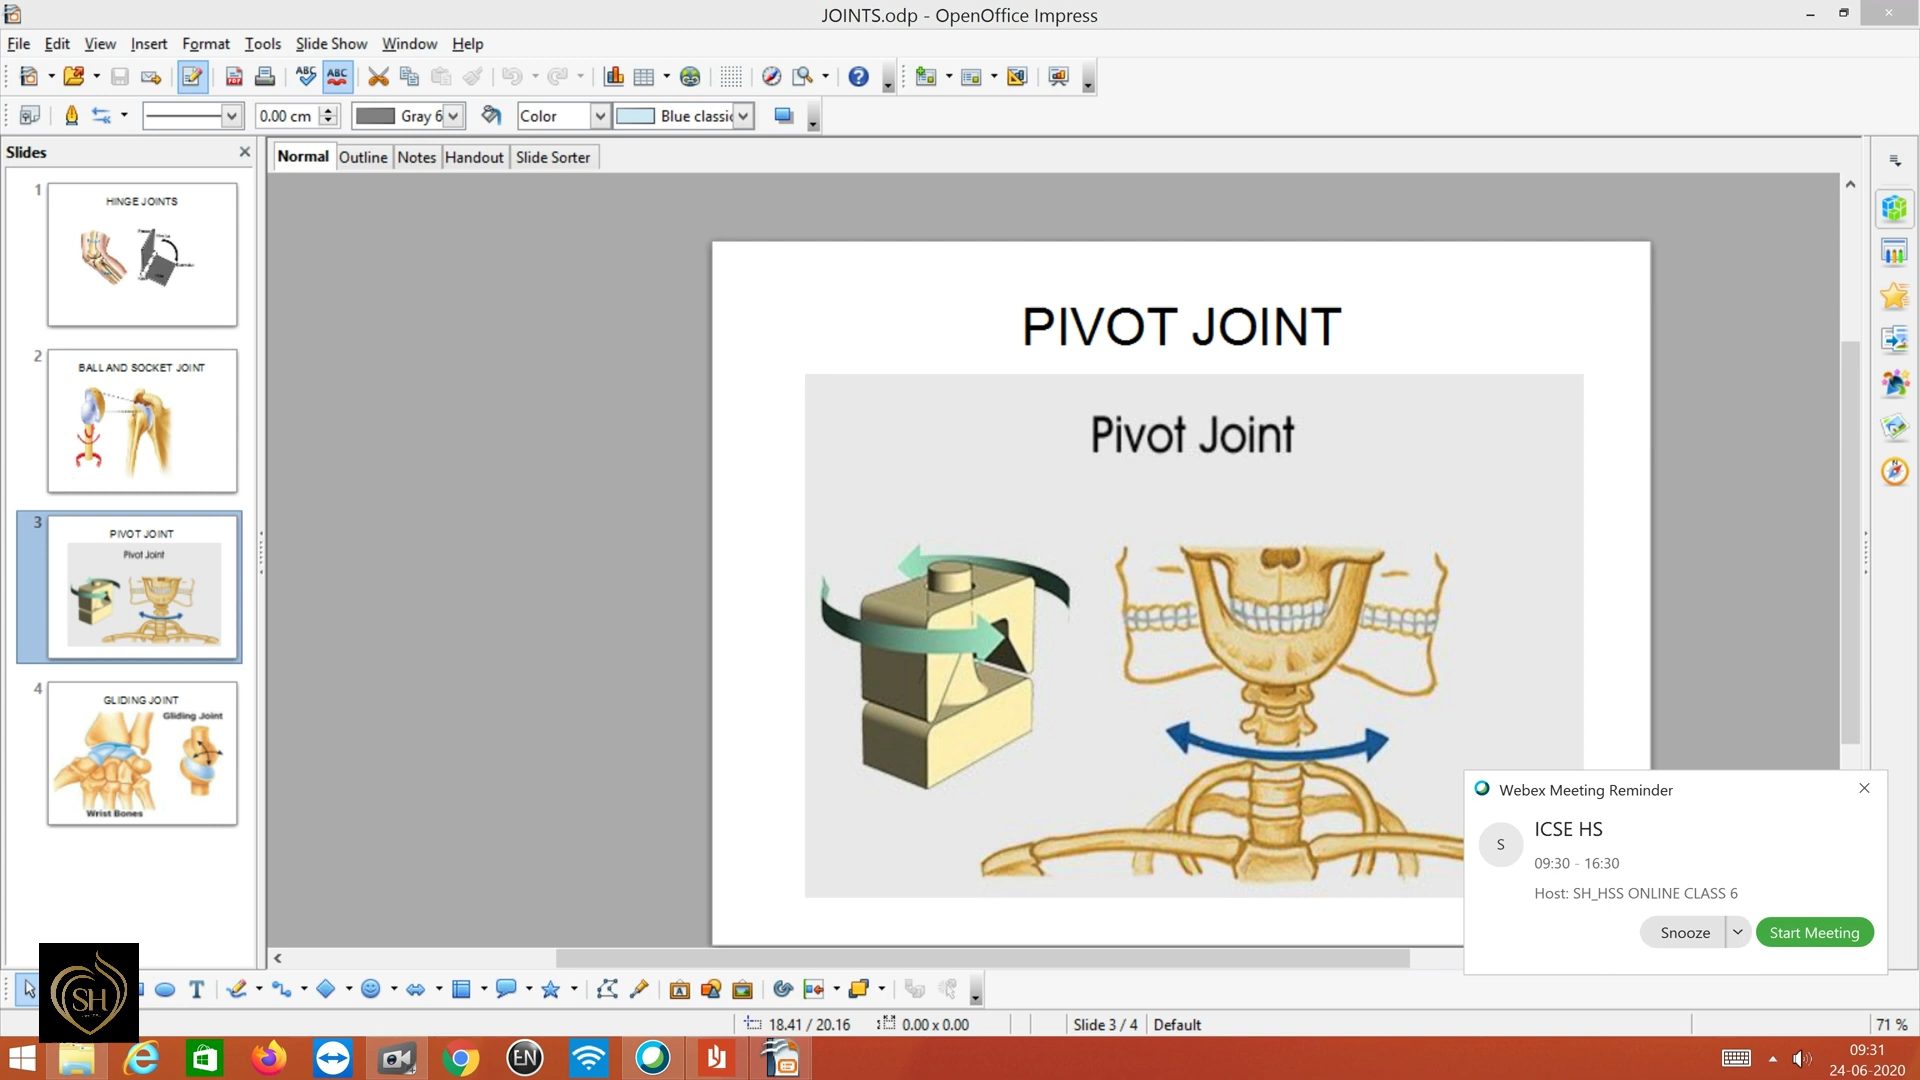 JOINTS.odp - OpenOffice Impress
File Edit View Insert Format Tools Slide Show Window Help
0.00 cm Gray 6 Color Blue classic
Slides
Normal Outline Notes Handout Slide Sorter
1
HINGE JOINTS
2
BALL AND SOCKET JOINT
3
PIVOT JOINT
Pivot Joint
4
GLIDING JOINT
Gliding Joint
Wrist Bones
PIVOT JOINT
Pivot Joint
Webex Meeting Reminder
S
ICSE HS
09:30 - 16:30
Host: SH_HSS ONLINE CLASS 6
Snooze Start Meeting
SH
18.41 / 20.16 0.00 x 0.00 Slide 3 / 4 Default 71 %
EN
09:31
24-06-2020